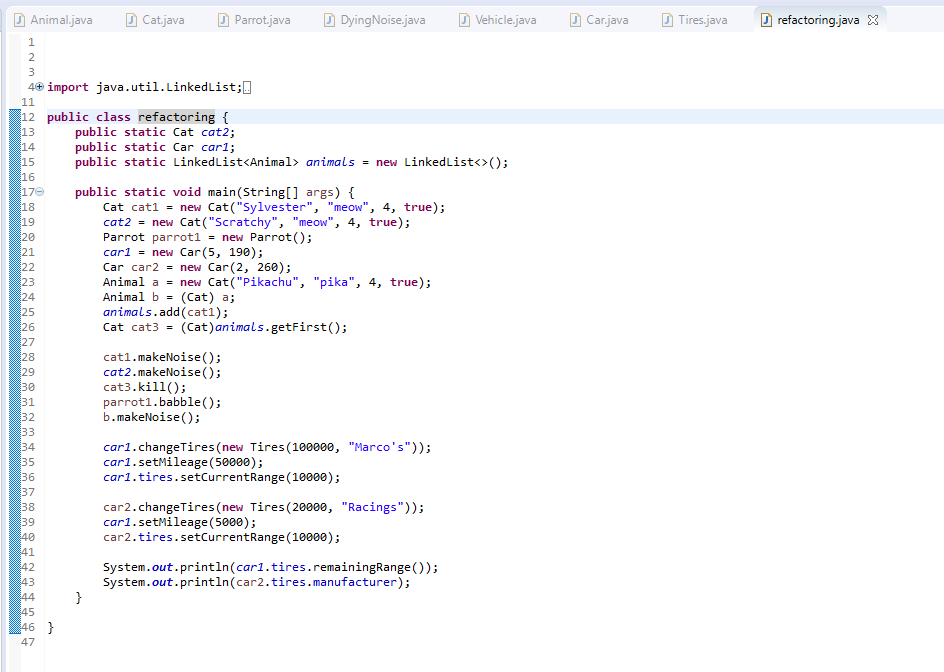 Animal.java Cat.java Parrot.java DyingNoise.java Vehicle.java Car.java Tires.java refactoring.java
1
2
3
4 import java.util.LinkedList;
11
12 public class refactoring {
13     public static Cat cat2;
14     public static Car car1;
15     public static LinkedList<Animal> animals = new LinkedList<>();
16
17     public static void main(String[] args) {
18         Cat cat1 = new Cat("Sylvester", "meow", 4, true);
19         cat2 = new Cat("Scratchy", "meow", 4, true);
20         Parrot parrot1 = new Parrot();
21         car1 = new Car(5, 190);
22         Car car2 = new Car(2, 260);
23         Animal a = new Cat("Pikachu", "pika", 4, true);
24         Animal b = (Cat) a;
25         animals.add(cat1);
26         Cat cat3 = (Cat)animals.getFirst();
27
28         cat1.makeNoise();
29         cat2.makeNoise();
30         cat3.kill();
31         parrot1.babble();
32         b.makeNoise();
33
34         car1.changeTires(new Tires(100000, "Marco's"));
35         car1.setMileage(50000);
36         car1.tires.setCurrentRange(10000);
37
38         car2.changeTires(new Tires(20000, "Racings"));
39         car1.setMileage(5000);
40         car2.tires.setCurrentRange(10000);
41
42         System.out.println(car1.tires.remainingRange());
43         System.out.println(car2.tires.manufacturer);
44     }
45
46 }
47